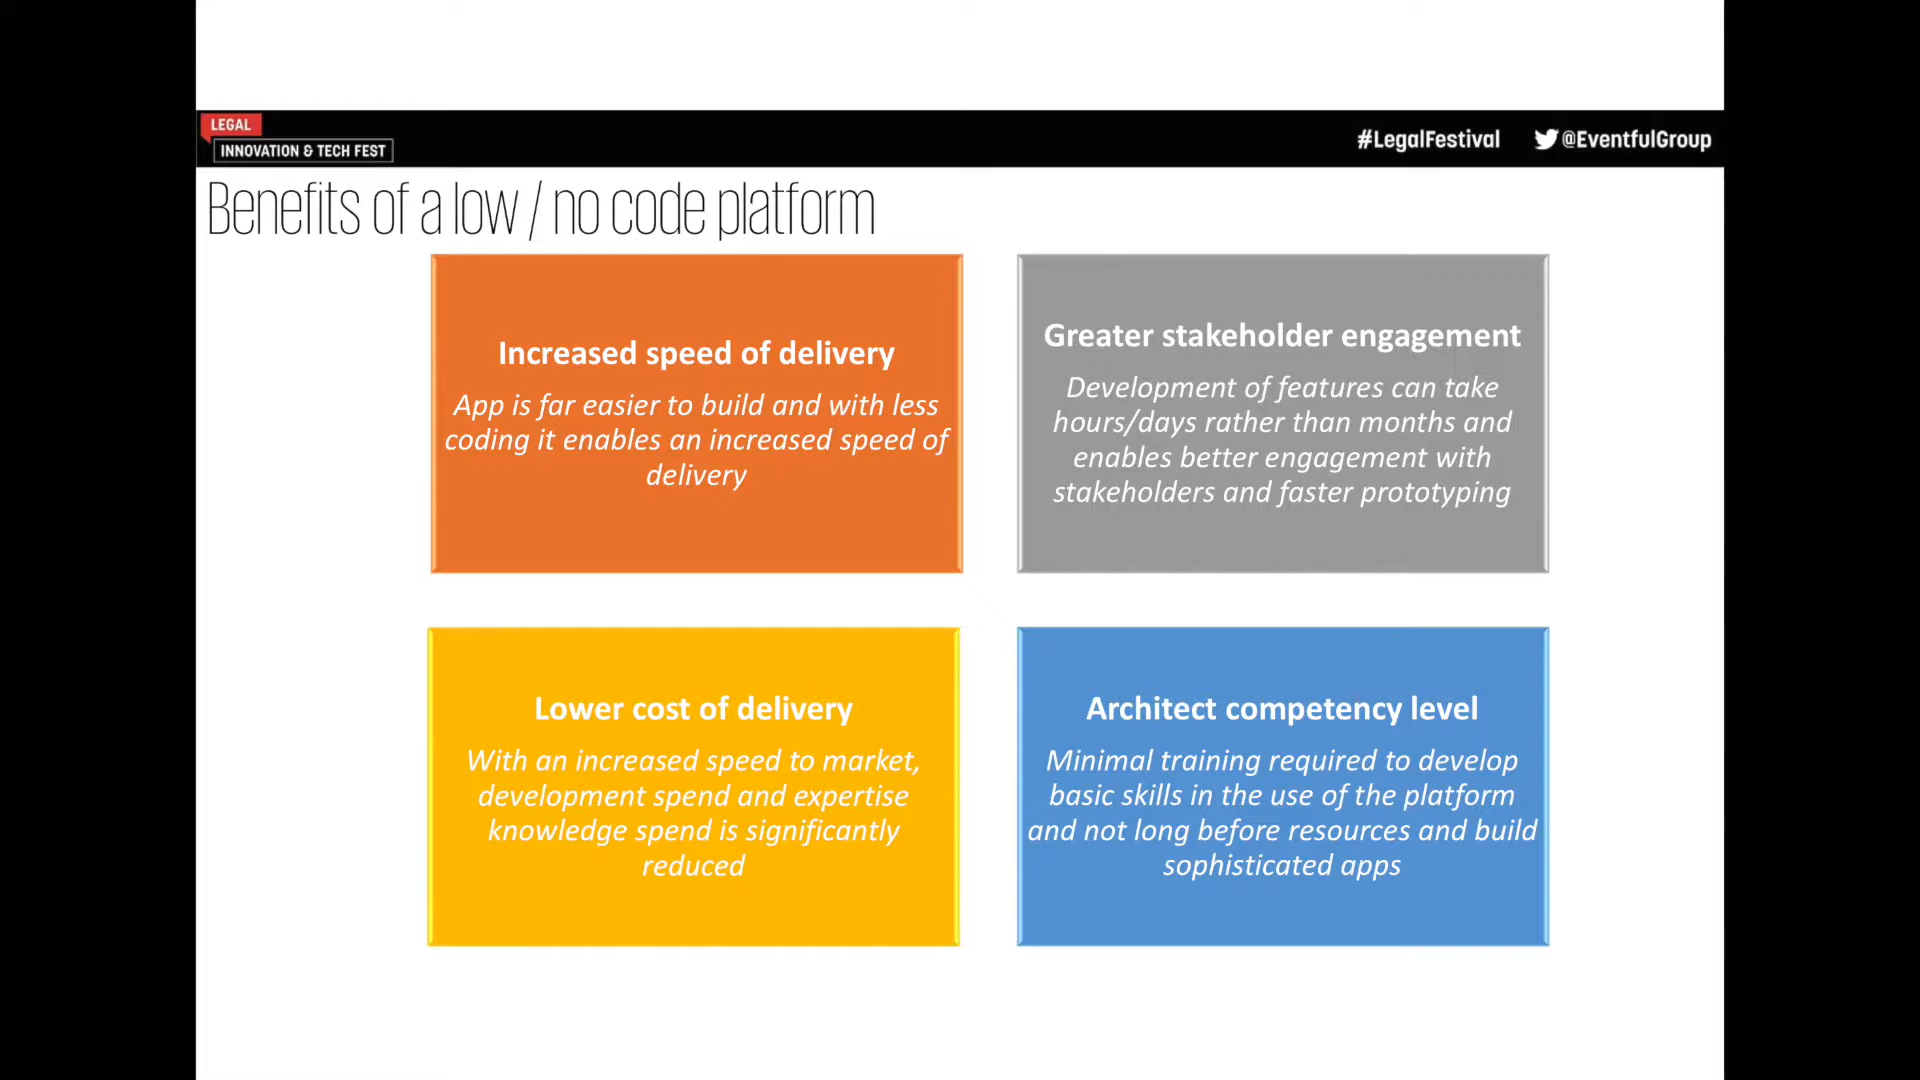 LEGAL
INNOVATION & TECH FEST
#LegalFestival
@EventfulGroup
Benefits of a low / no code platform
Increased speed of delivery
App is far easier to build and with less
coding it enables an increased speed of
delivery
Greater stakeholder engagement
Development of features can take
hours/days rather than months and
enables better engagement with
stakeholders and faster prototyping
Lower cost of delivery
With an increased speed to market,
development spend and expertise
knowledge spend is significantly
reduced
Architect competency level
Minimal training required to develop
basic skills in the use of the platform
and not long before resources and build
sophisticated apps